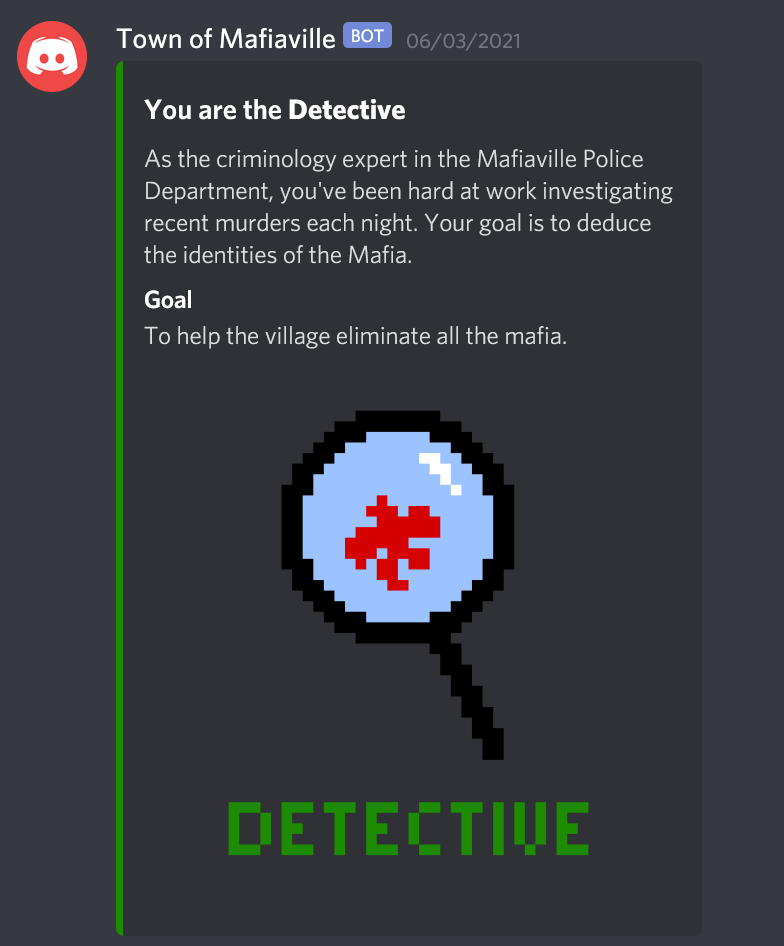 Town of Mafiaville BOT 06/03/2021
You are the Detective
As the criminology expert in the Mafiaville Police
Department, you've been hard at work investigating
recent murders each night. Your goal is to deduce
the identities of the Mafia.
Goal
To help the village eliminate all the mafia.
DETECTIVE